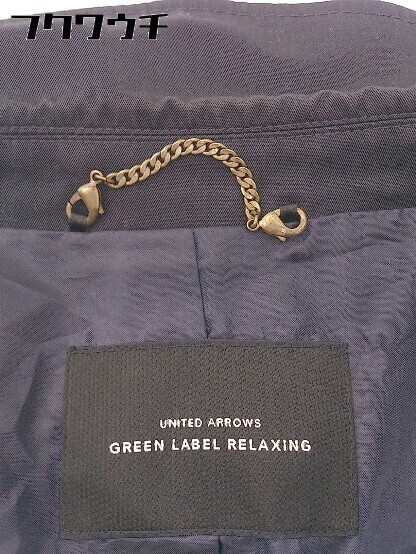 フクワウチ
UNITED ARROWS
GREEN LABEL RELAXING